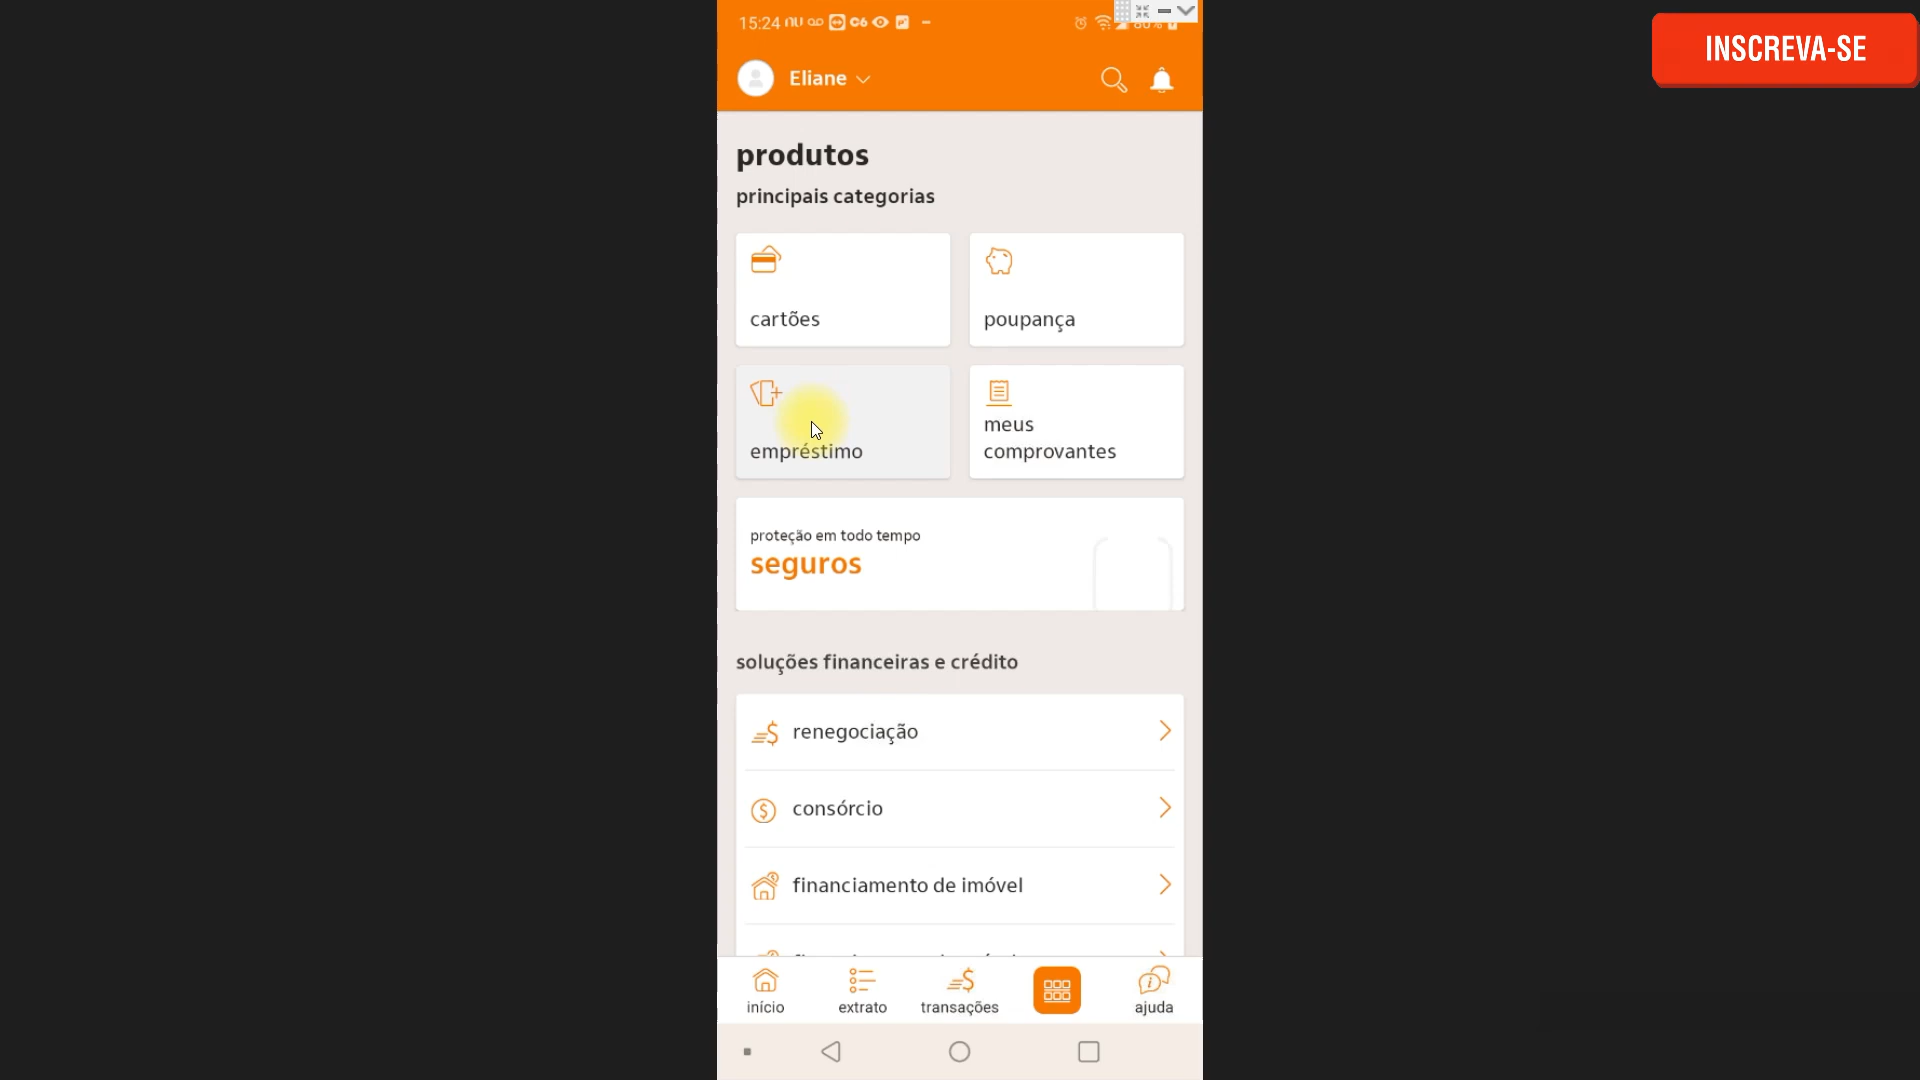 15:24
INSCREVA-SE
Eliane
produtos
principais categorias
cartões
poupança
empréstimo
meus
comprovantes
proteção em todo tempo
seguros
soluções financeiras e crédito
renegociação
consórcio
financiamento de imóvel
início
extrato
transações
ajuda